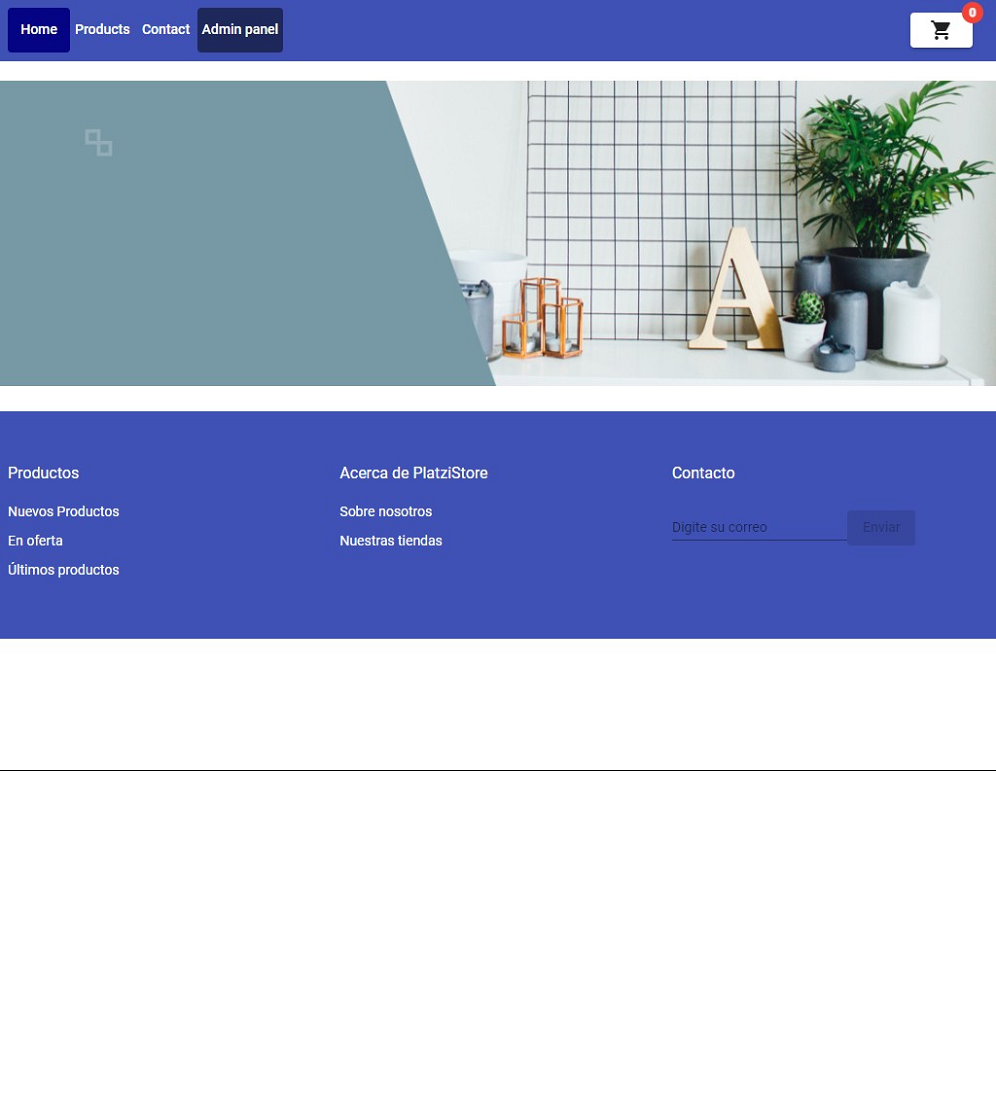 Home Products Contact Admin panel
0
A
Productos
Nuevos Productos
En oferta
Últimos productos
Acerca de PlatziStore
Sobre nosotros
Nuestras tiendas
Contacto
Digite su correo Enviar